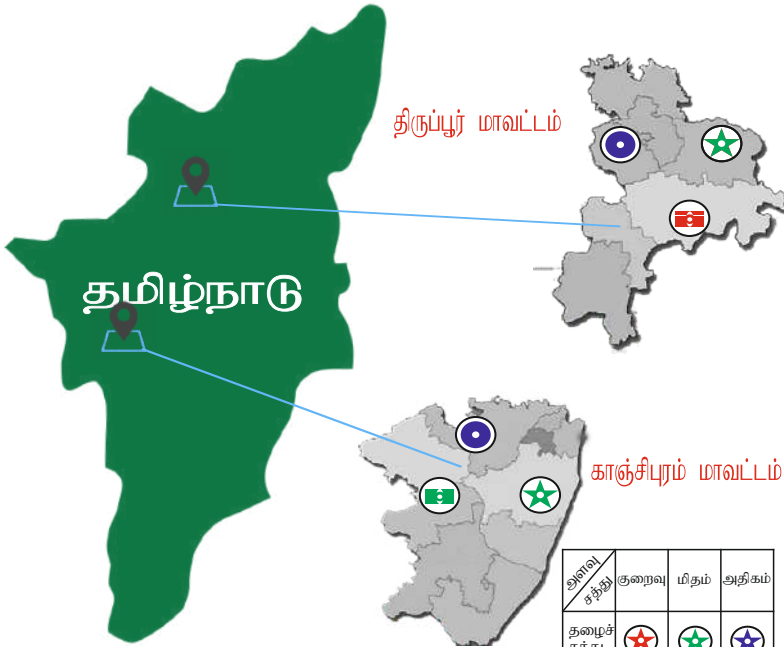 திருப்பூர் மாவட்டம்
தமிழ்நாடு
காஞ்சிபுரம் மாவட்டம்
அளவு
சத்து
குறைவு மிதம் அதிகம்
தழைச்